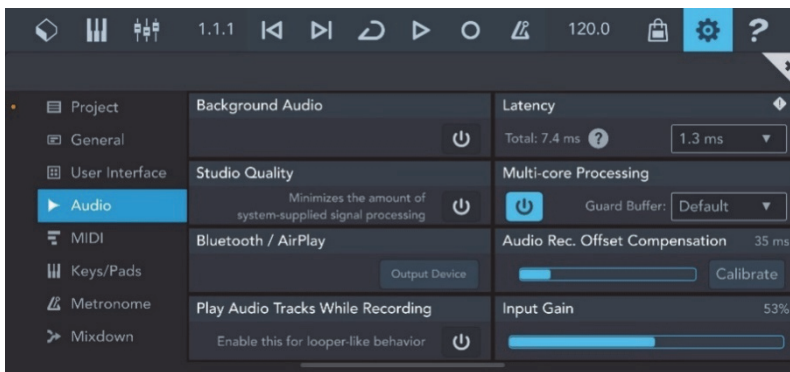 1.1.1
120.0
?
Project
General
User Interface
Audio
MIDI
Keys/Pads
Metronome
Mixdown
Background Audio
Studio Quality
Minimizes the amount of
system-supplied signal processing
Bluetooth / AirPlay
Output Device
Play Audio Tracks While Recording
Enable this for looper-like behavior
Latency
Total: 7.4 ms ? 1.3 ms
Multi-core Processing
Guard Buffer: Default
Audio Rec. Offset Compensation 35 ms
Calibrate
Input Gain 53%